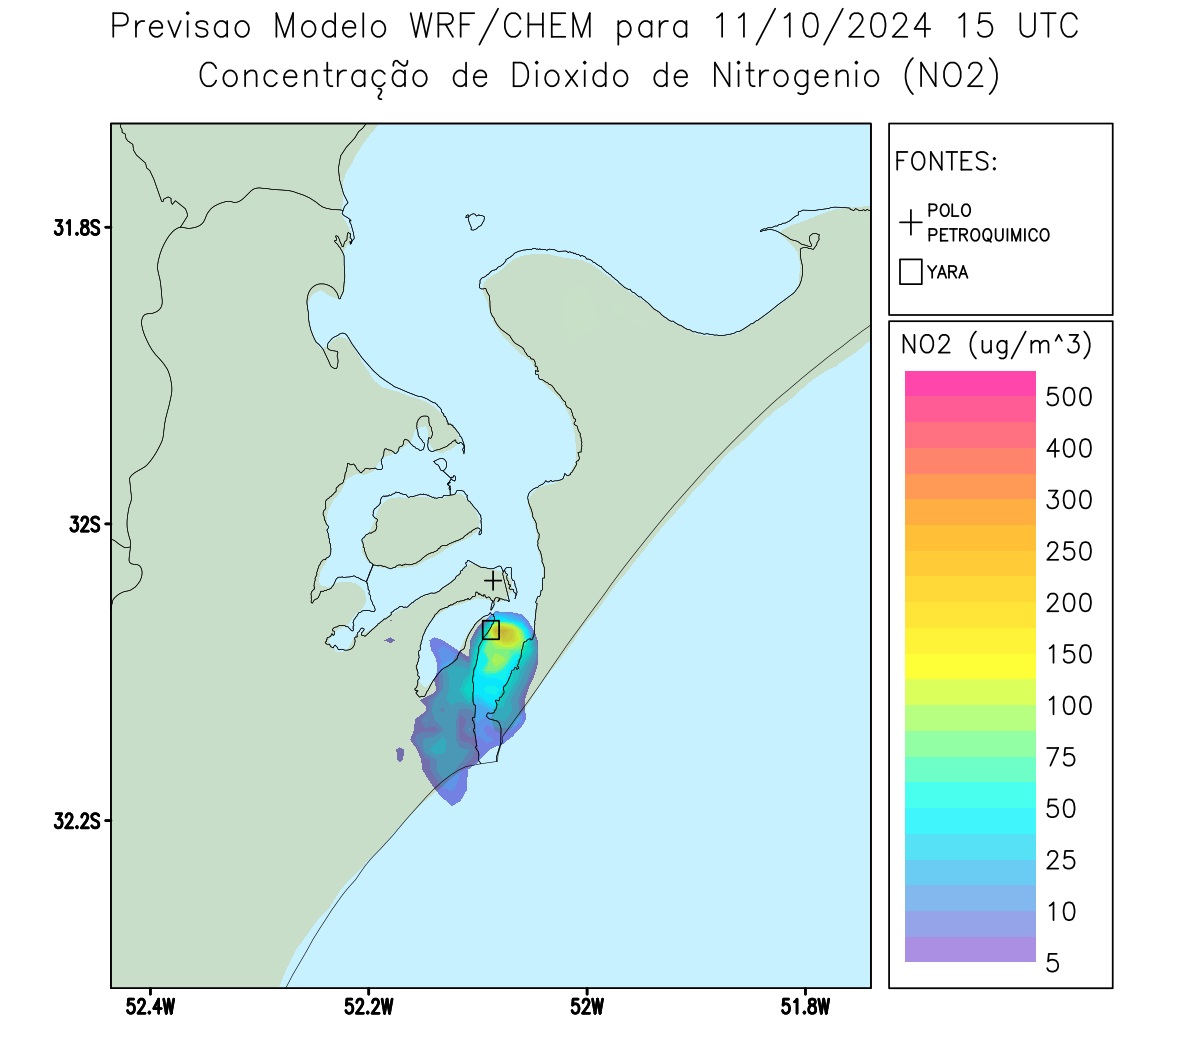 Previsao Modelo WRF/CHEM para 11/10/2024 15 UTC
Concentração de Dioxido de Nitrogenio (NO2)
FONTES:
POLO
PETROQUIMICO
YARA
NO2 (ug/m^3)
500
400
300
250
200
150
100
75
50
25
10
5
31.8S
32S
32.2S
52.4W
52.2W
52W
51.8W